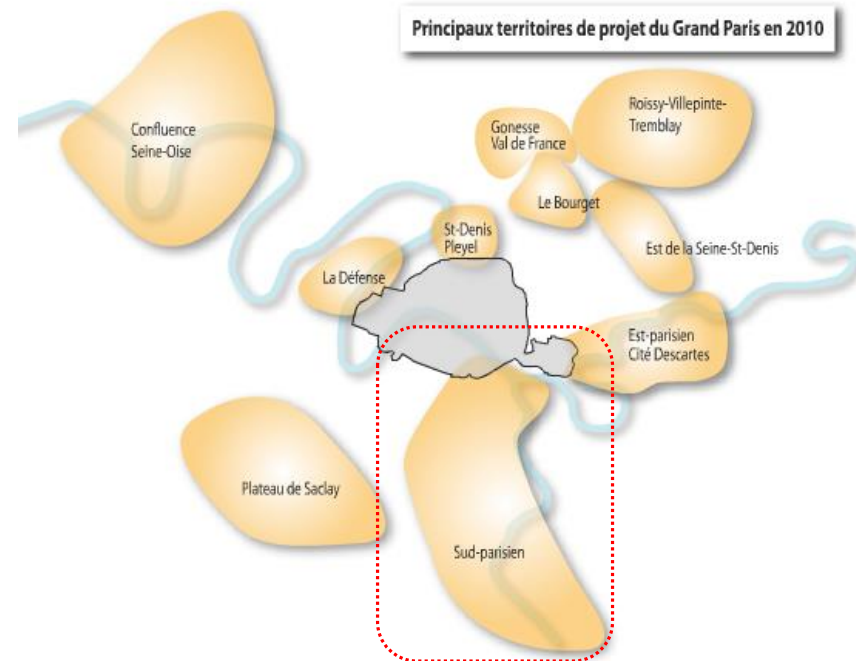 Principaux territoires de projet du Grand Paris en 2010
Confluence
Seine-Oise
Gonesse
Val de France
Roissy-Villepinte-
Tremblay
Le Bourget
St-Denis
Pleyel
Est de la Seine-St-Denis
La Défense
Est-parisien
Cité Descartes
Plateau de Saclay
Sud-parisien